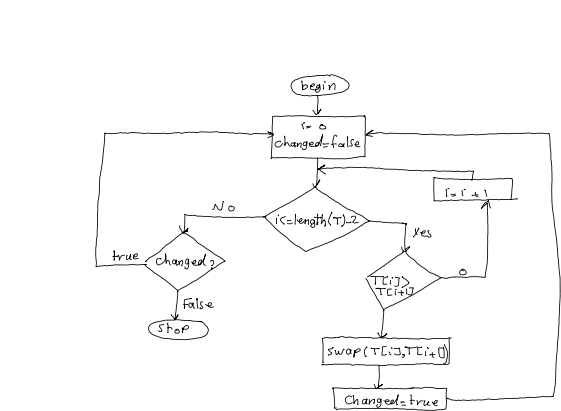 begin
i= 0
changed=false
i=i+1
i<=length(T)-2
No
yes
changed?
true
T[i]>
T[i+1]
0
False
stop
swap(T[i],T[i+1])
Changed=true